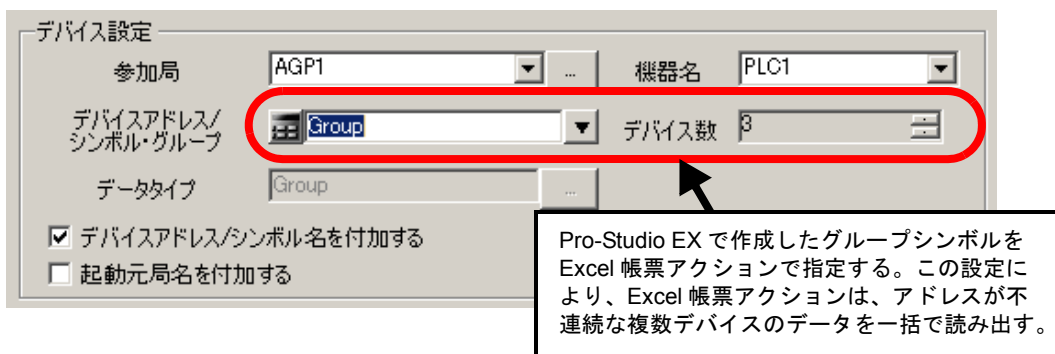 デバイス設定
参加局 AGP1 ... 機器名 PLC1
デバイスアドレス/
シンボル・グループ
Group デバイス数 3
データタイプ Group ...
デバイスアドレス/シンボル名を付加する
起動元局名を付加する
Pro-Studio EX で作成したグループシンボルを
Excel 帳票アクションで指定する。この設定に
より、Excel 帳票アクションは、アドレスが不
連続な複数デバイスのデータを一括で読み出す。